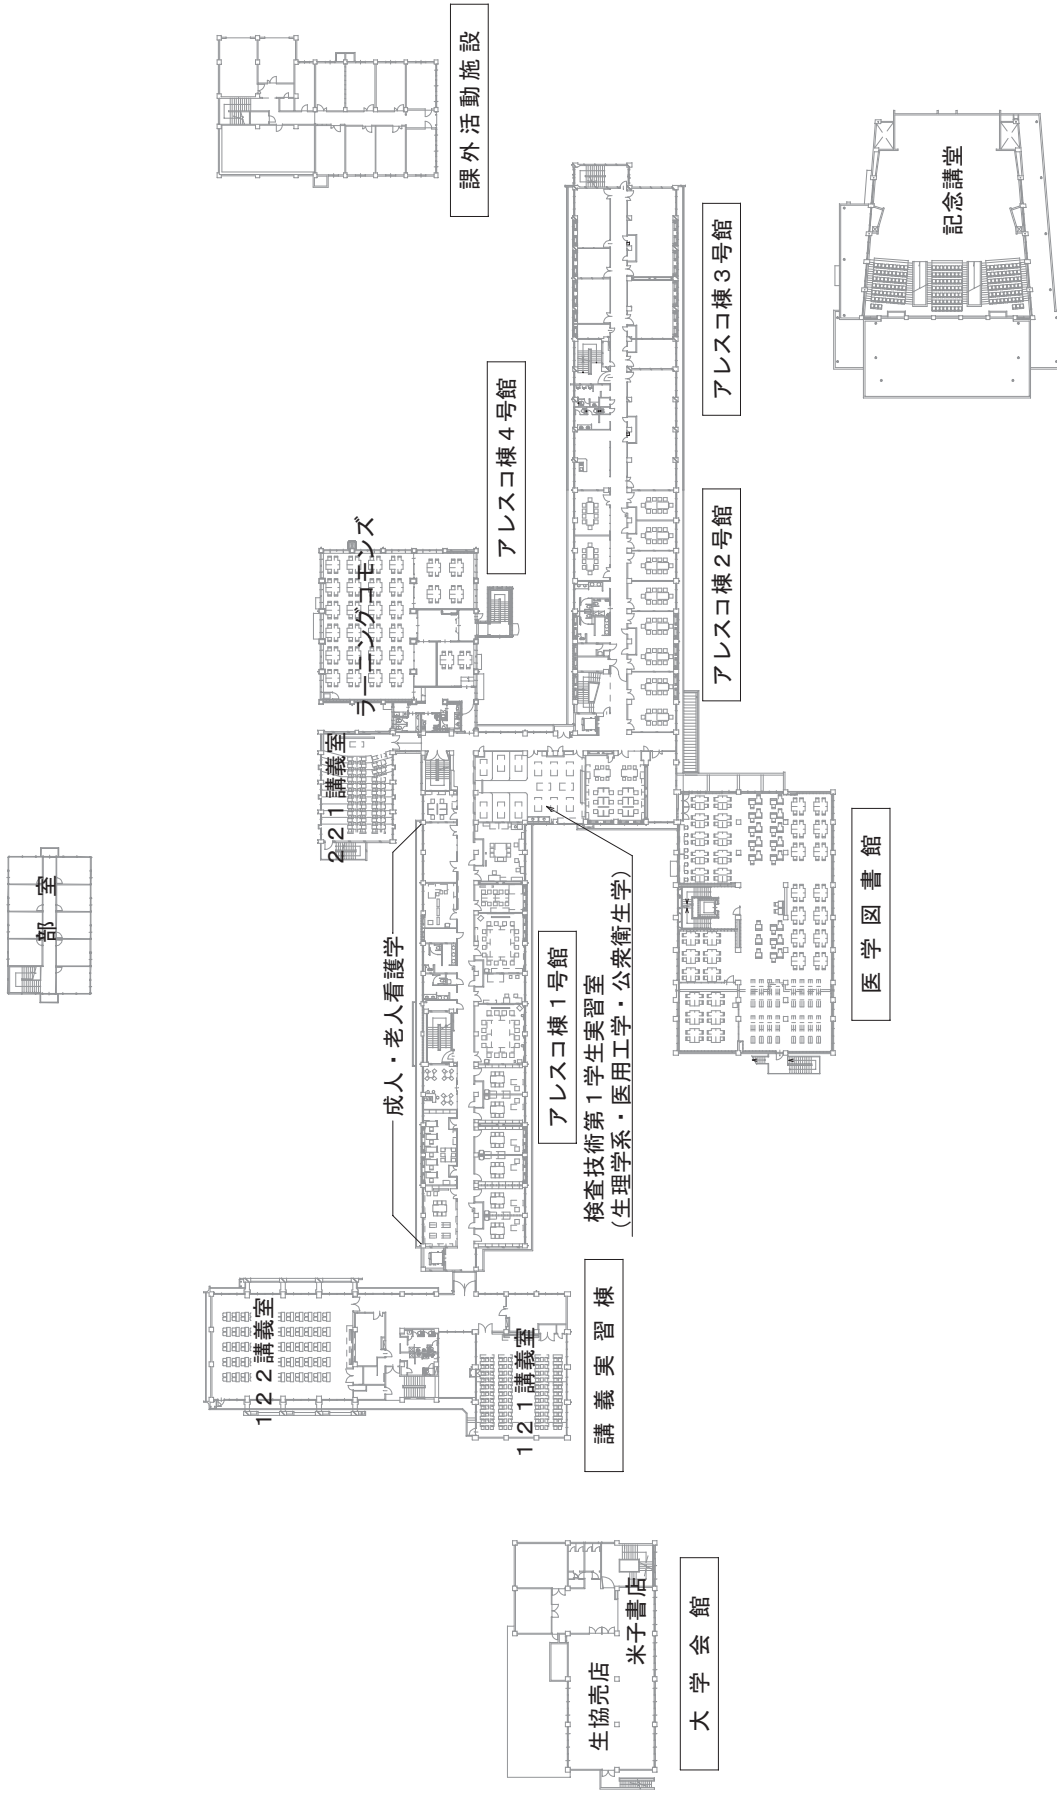 部　室
課 外 活 動 施 設
２２１講義室
ラーニングコモンズ
１２２講義室
成人・老人看護学
アレスコ棟４号館
１２１講義室
アレスコ棟１号館
検査技術第１学生実習室
（生理学系・医用工学・公衆衛生学）
講 義 実 習 棟
生協売店
米子書店
大 学 会 館
アレスコ棟２号館
アレスコ棟３号館
医 学 図 書 館
記念講堂